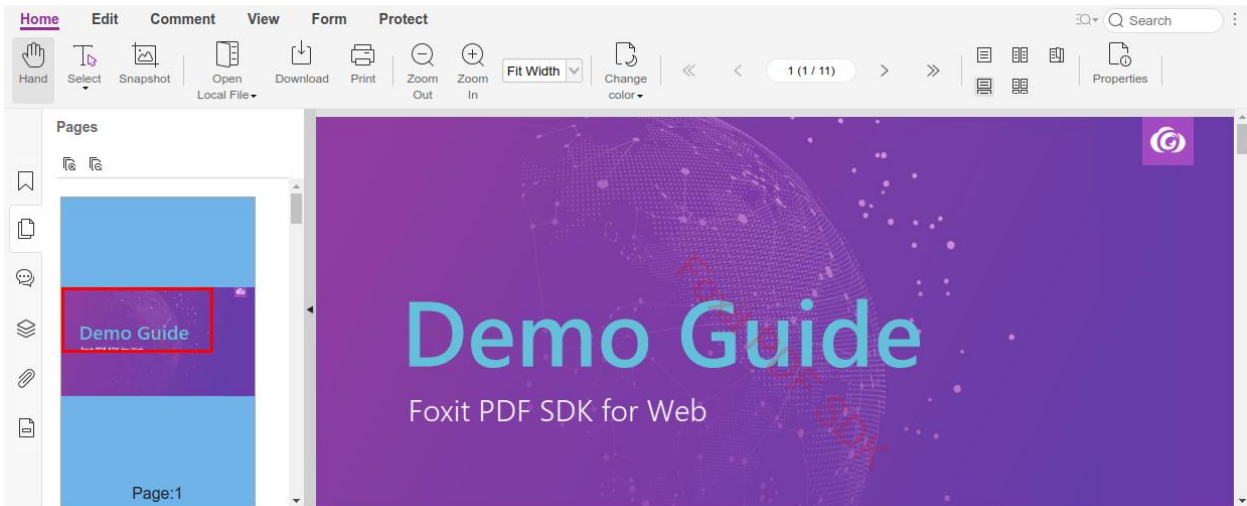 Home Edit Comment View Form Protect
Search
Hand Select Snapshot Open Local File Download Print Zoom Out Zoom In Fit Width Change color 1 (1 / 11) Properties
Pages
Demo Guide
Page:1
Demo Guide
Foxit PDF SDK for Web